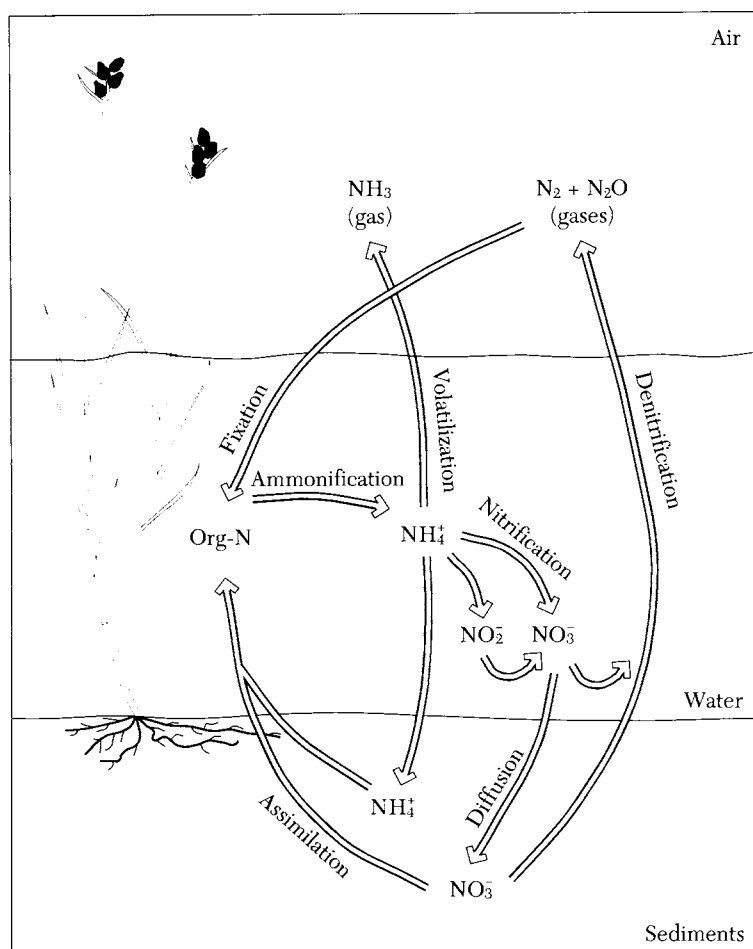 Air
NH₃
(gas)
N₂ + N₂O
(gases)
Fixation
Volatilization
Denitrification
Ammonification
Org-N
NH₄⁺
Nitrification
NO₂⁻
NO₃⁻
Water
NH₄⁺
Diffusion
Assimilation
NO₃⁻
Sediments